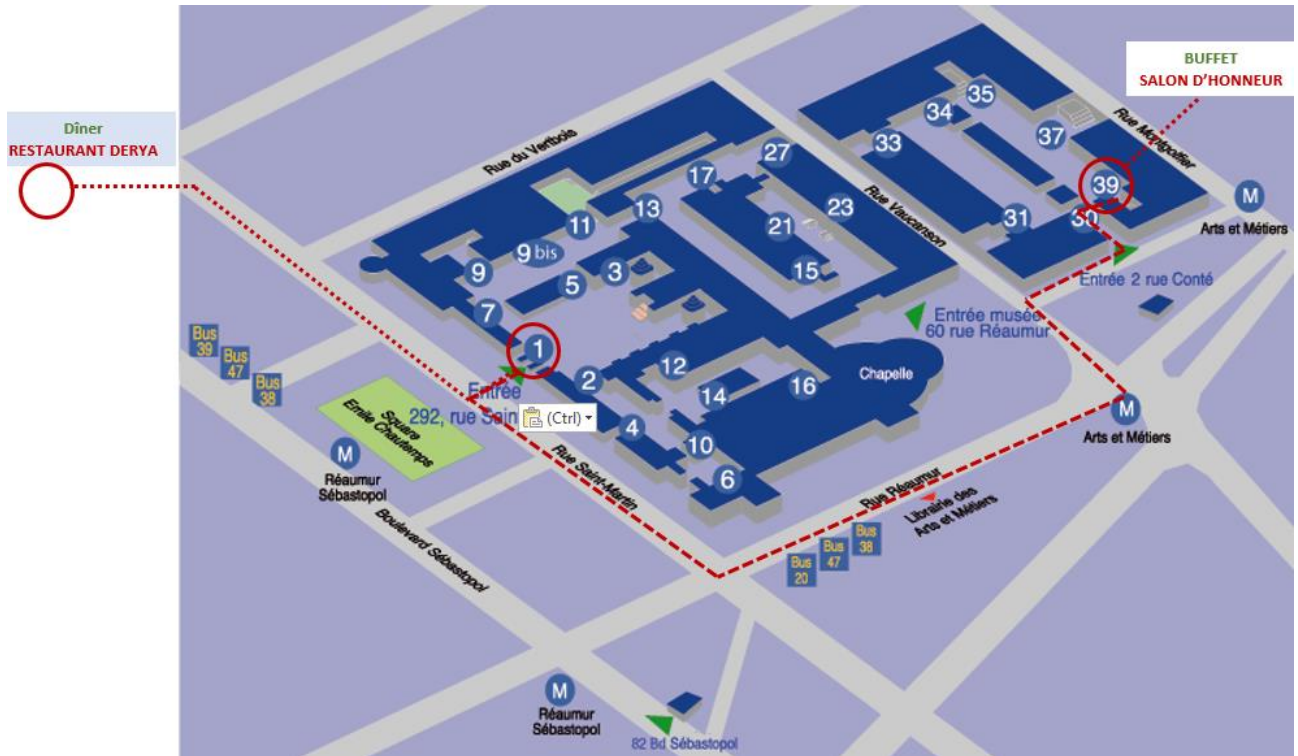 BUFFET
SALON D'HONNEUR
Dîner
RESTAURANT DERYA
Rue du Vertbois
Rue Vaucanson
Rue Montgolfier
35
34
37
33
27
17
39
13
23
11
21
31
30
9 bis
9
3
15
5
7
M
Arts et Métiers
Entrée 2 rue Conté
Entrée musée
60 rue Réaumur
1
2
12
16
Chapelle
14
4
10
6
Entrée
292, rue Sain
(Ctrl)
Bus
39
Bus
47
Bus
38
Square
Emile Chautemps
M
Réaumur
Sébastopol
Rue Saint-Martin
Boulevard Sébastopol
M
Arts et Métiers
Rue Réaumur
Librairie des
Arts et Métiers
Bus
20
Bus
47
Bus
38
M
Réaumur
Sébastopol
82 Bd Sébastopol